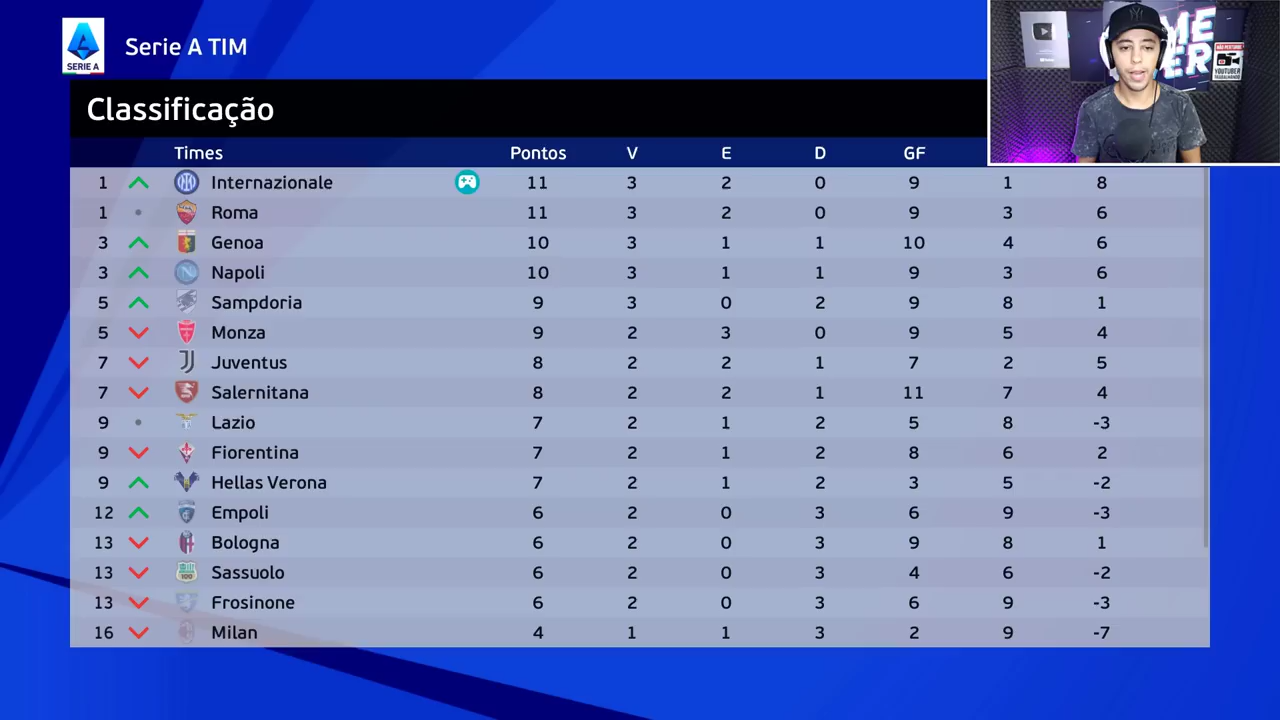 SERIE A
Serie A TIM
Classificação
Times Pontos V E D GF
1 Internazionale 11 3 2 0 9 1 8
1 Roma 11 3 2 0 9 3 6
3 Genoa 10 3 1 1 10 4 6
3 Napoli 10 3 1 1 9 3 6
5 Sampdoria 9 3 0 2 9 8 1
5 Monza 9 2 3 0 9 5 4
7 Juventus 8 2 2 1 7 2 5
7 Salernitana 8 2 2 1 11 7 4
9 Lazio 7 2 1 2 5 8 -3
9 Fiorentina 7 2 1 2 8 6 2
9 Hellas Verona 7 2 1 2 3 5 -2
12 Empoli 6 2 0 3 6 9 -3
13 Bologna 6 2 0 3 9 8 1
13 Sassuolo 6 2 0 3 4 6 -2
13 Frosinone 6 2 0 3 6 9 -3
16 Milan 4 1 1 3 2 9 -7
ME
ER
NÃO PERTURBE
YOUTUBER
TRABALHANDO